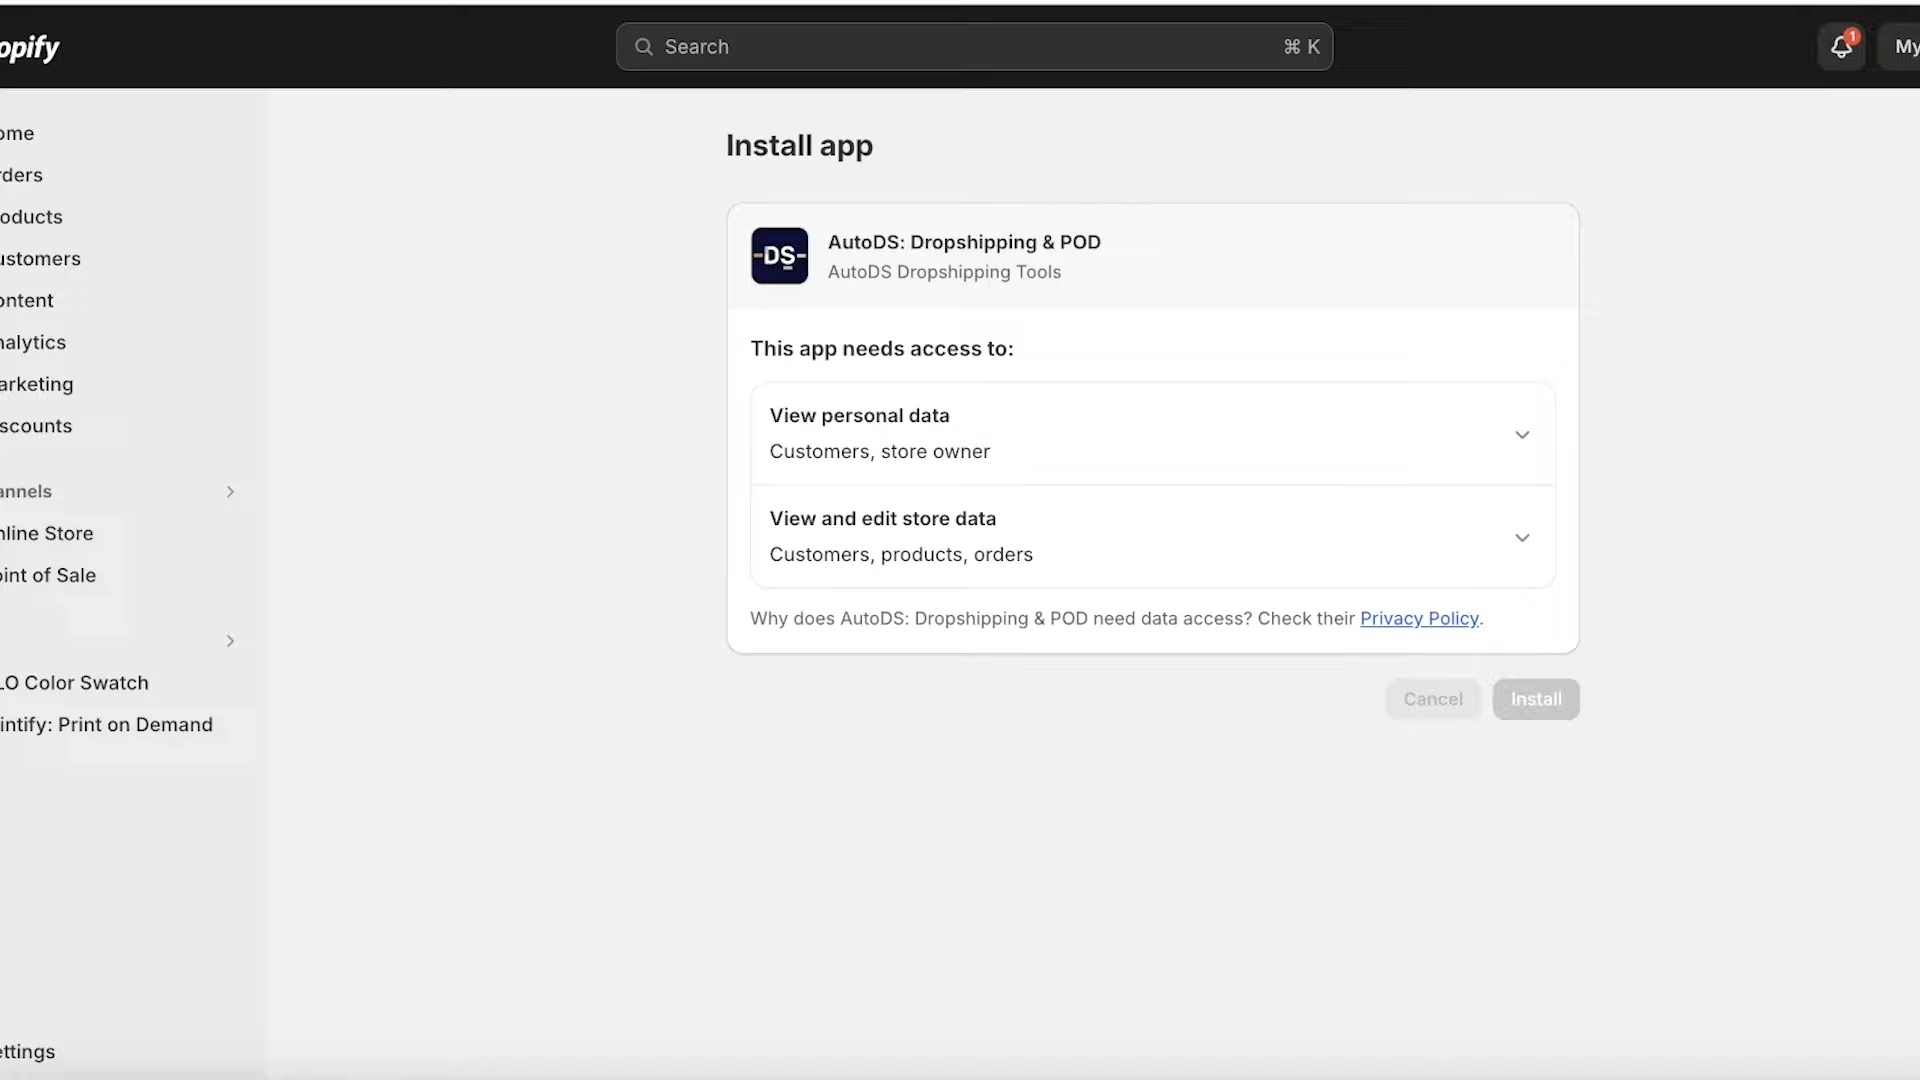 opify
Search
⌘ K
1
My
ome
rders
oducts
ustomers
ontent
nalytics
arketing
scounts
annels
nline Store
oint of Sale
LO Color Swatch
intify: Print on Demand
ettings
Install app
DS
AutoDS: Dropshipping & POD
AutoDS Dropshipping Tools
This app needs access to:
View personal data
Customers, store owner
View and edit store data
Customers, products, orders
Why does AutoDS: Dropshipping & POD need data access? Check their Privacy Policy.
Cancel
Install